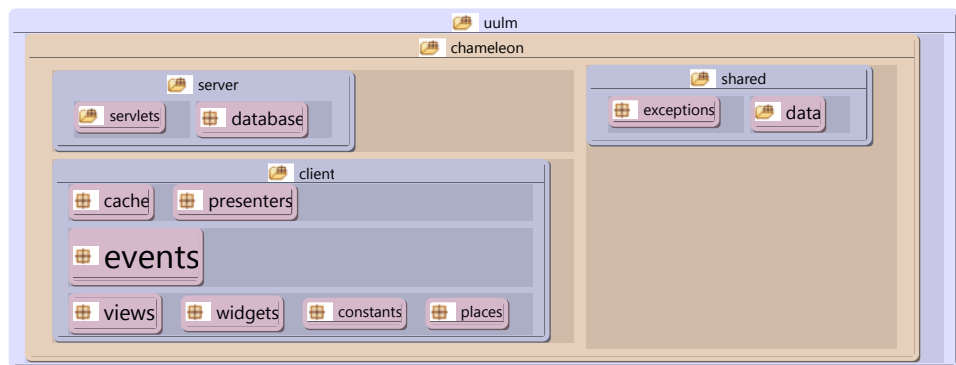 uulm
chameleon
server
servlets
database
shared
exceptions
data
client
cache
presenters
events
views
widgets
constants
places